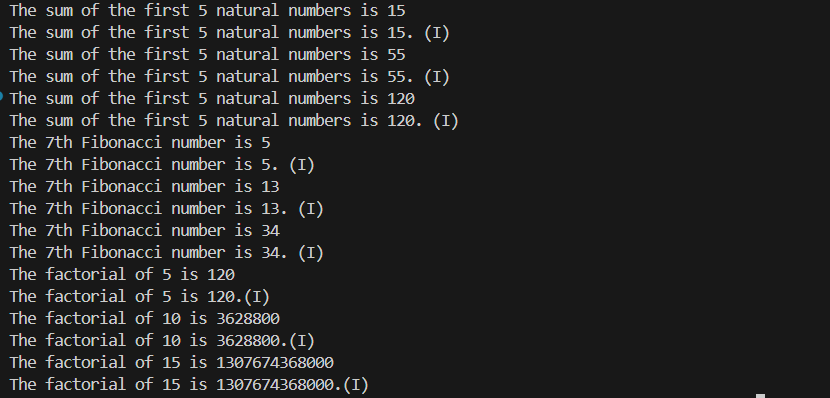 The sum of the first 5 natural numbers is 15
The sum of the first 5 natural numbers is 15. (I)
The sum of the first 5 natural numbers is 55
The sum of the first 5 natural numbers is 55. (I)
The sum of the first 5 natural numbers is 120
The sum of the first 5 natural numbers is 120. (I)
The 7th Fibonacci number is 5
The 7th Fibonacci number is 5. (I)
The 7th Fibonacci number is 13
The 7th Fibonacci number is 13. (I)
The 7th Fibonacci number is 34
The 7th Fibonacci number is 34. (I)
The factorial of 5 is 120
The factorial of 5 is 120.(I)
The factorial of 10 is 3628800
The factorial of 10 is 3628800.(I)
The factorial of 15 is 1307674368000
The factorial of 15 is 1307674368000.(I)